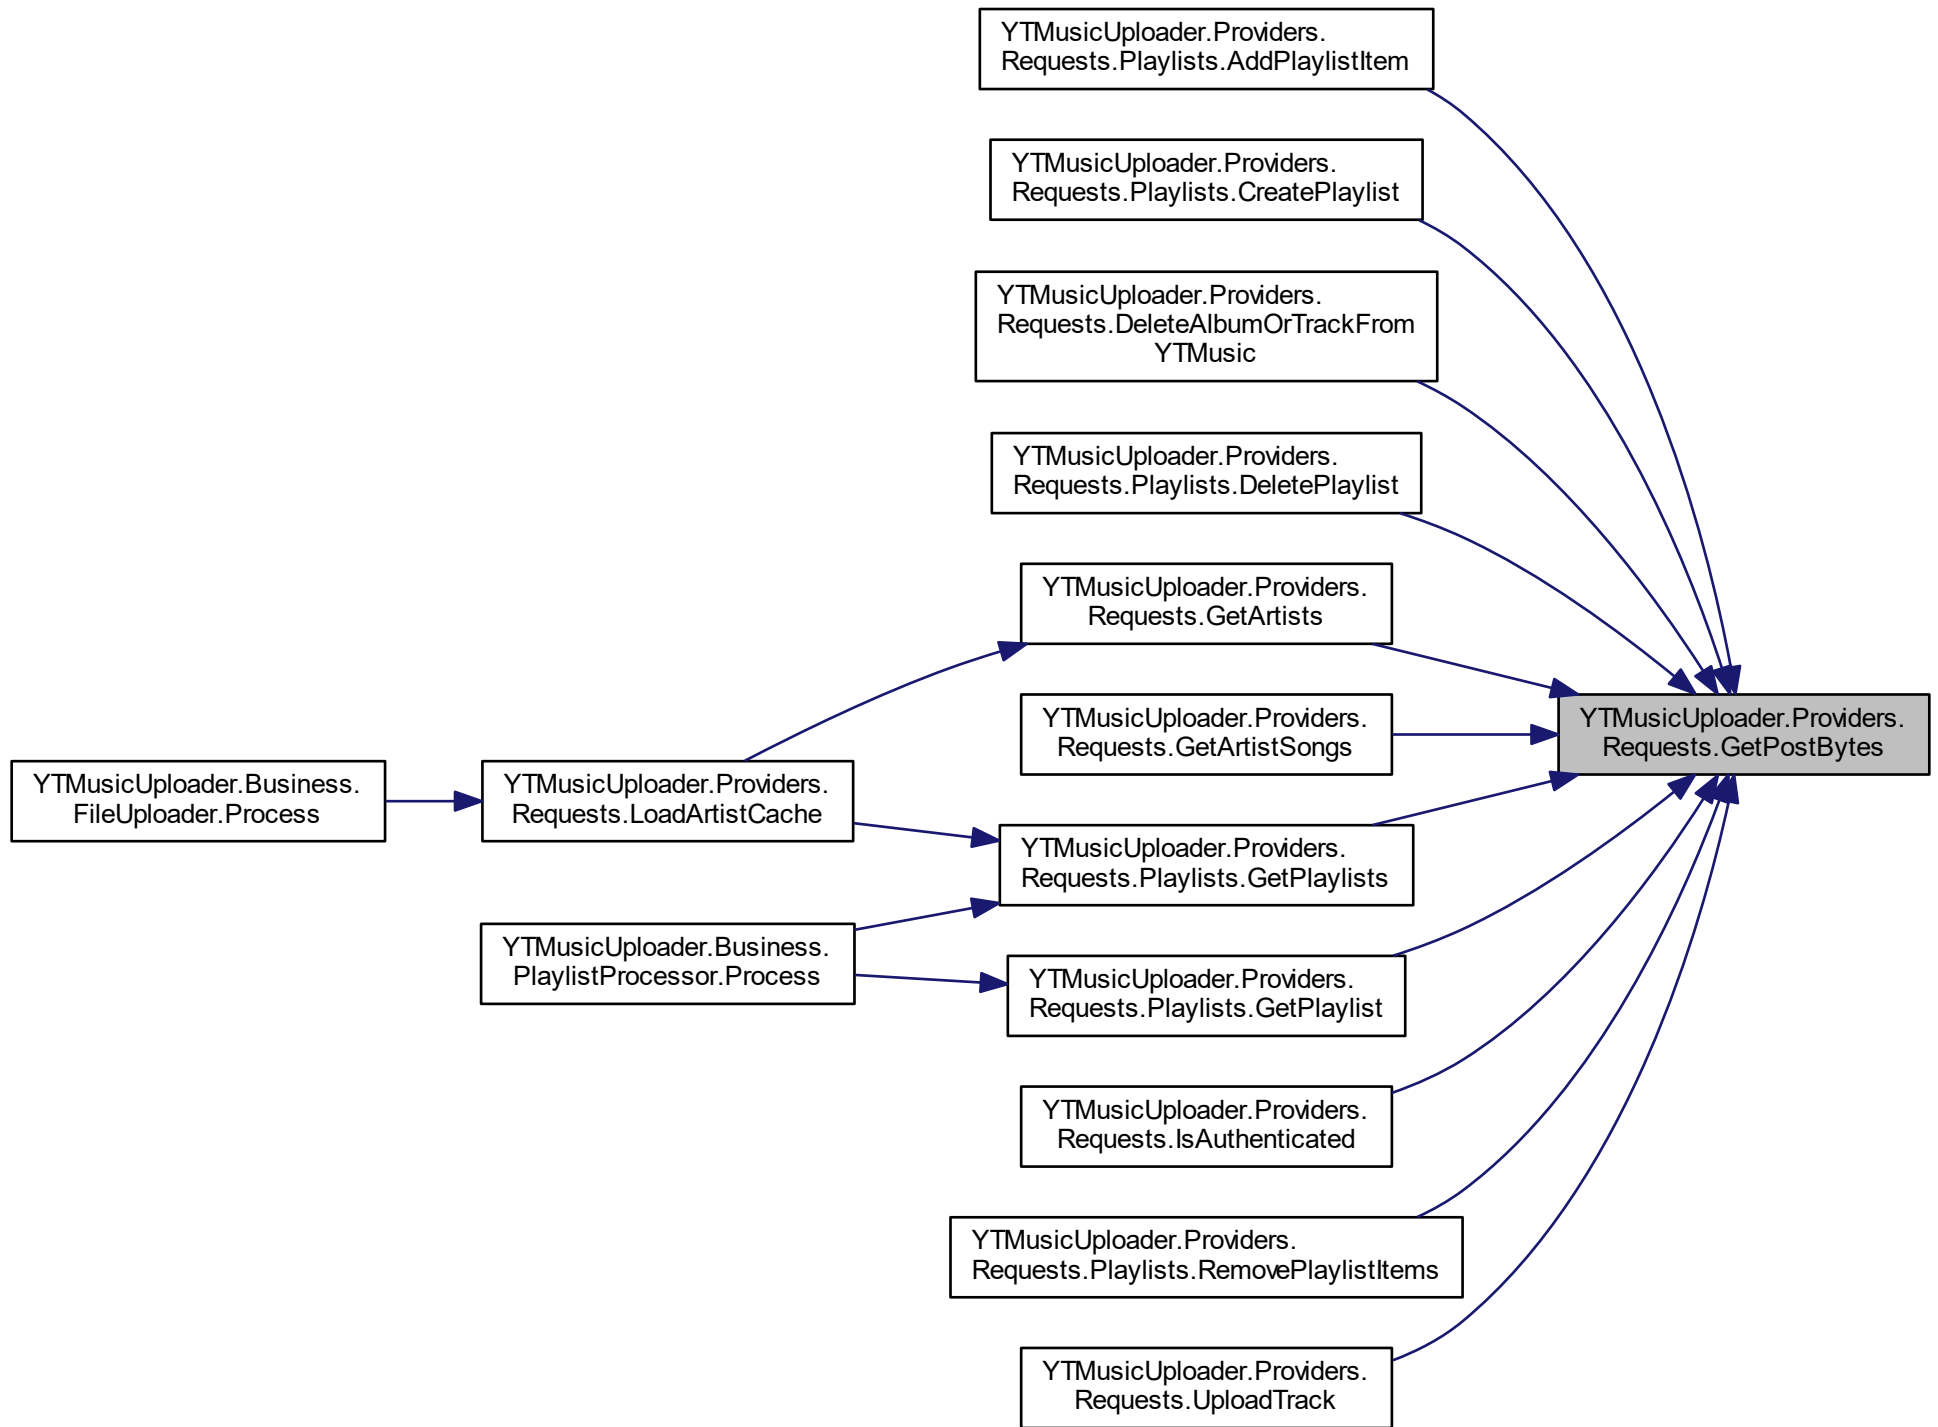 YTMusicUploader.Providers.
Requests.Playlists.AddPlaylistItem
YTMusicUploader.Providers.
Requests.Playlists.CreatePlaylist
YTMusicUploader.Providers.
Requests.DeleteAlbumOrTrackFrom
YTMusic
YTMusicUploader.Providers.
Requests.Playlists.DeletePlaylist
YTMusicUploader.Providers.
Requests.GetArtists
YTMusicUploader.Providers.
Requests.GetArtistSongs
YTMusicUploader.Providers.
Requests.GetPostBytes
YTMusicUploader.Business.
FileUploader.Process
YTMusicUploader.Providers.
Requests.LoadArtistCache
YTMusicUploader.Providers.
Requests.Playlists.GetPlaylists
YTMusicUploader.Business.
PlaylistProcessor.Process
YTMusicUploader.Providers.
Requests.Playlists.GetPlaylist
YTMusicUploader.Providers.
Requests.IsAuthenticated
YTMusicUploader.Providers.
Requests.Playlists.RemovePlaylistItems
YTMusicUploader.Providers.
Requests.UploadTrack